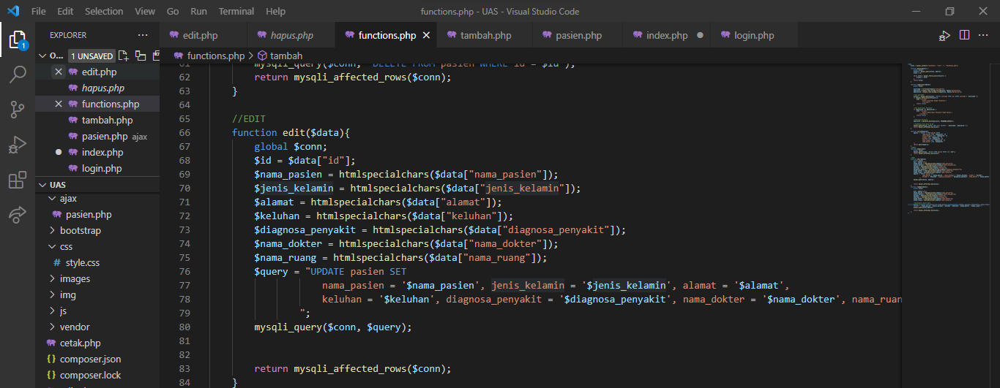 File Edit Selection View Go Run Terminal Help functions.php - UAS - Visual Studio Code
EXPLORER ···
edit.php hapus.php functions.php tambah.php pasien.php index.php login.php
O... 1 UNSAVED
functions.php > tambah
edit.php
hapus.php
functions.php
tambah.php
pasien.php ajax
index.php
login.php
UAS
ajax
pasien.php
bootstrap
css
# style.css
images
img
js
vendor
cetak.php
{} composer.json
{} composer.lock
1
61 mysqli_query($conn, "DELETE FROM pasien WHERE id = $id");
62 return mysqli_affected_rows($conn);
63 }
64
65 //EDIT
66 function edit($data){
67 global $conn;
68 $id = $data["id"];
69 $nama_pasien = htmlspecialchars($data["nama_pasien"]);
70 $jenis_kelamin = htmlspecialchars($data["jenis_kelamin"]);
71 $alamat = htmlspecialchars($data["alamat"]);
72 $keluhan = htmlspecialchars($data["keluhan"]);
73 $diagnosa_penyakit = htmlspecialchars($data["diagnosa_penyakit"]);
74 $nama_dokter = htmlspecialchars($data["nama_dokter"]);
75 $nama_ruang = htmlspecialchars($data["nama_ruang"]);
76 $query = "UPDATE pasien SET
77 nama_pasien = '$nama_pasien', jenis_kelamin = '$jenis_kelamin', alamat = '$alamat',
78 keluhan = '$keluhan', diagnosa_penyakit = '$diagnosa_penyakit', nama_dokter = '$nama_dokter', nama_ruan
79 ";
80 mysqli_query($conn, $query);
81
82
83 return mysqli_affected_rows($conn);
84 }